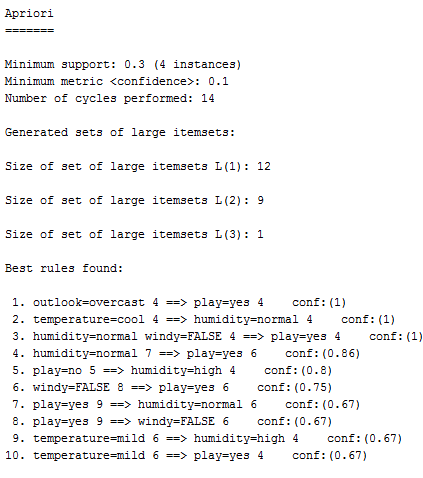 Apriori
=======
Minimum support: 0.3 (4 instances)
Minimum metric <confidence>: 0.1
Number of cycles performed: 14
Generated sets of large itemsets:
Size of set of large itemsets L(1): 12
Size of set of large itemsets L(2): 9
Size of set of large itemsets L(3): 1
Best rules found:
1. outlook=overcast 4 ==> play=yes 4 conf:(1)
2. temperature=cool 4 ==> humidity=normal 4 conf:(1)
3. humidity=normal windy=FALSE 4 ==> play=yes 4 conf:(1)
4. humidity=normal 7 ==> play=yes 6 conf:(0.86)
5. play=no 5 ==> humidity=high 4 conf:(0.8)
6. windy=FALSE 8 ==> play=yes 6 conf:(0.75)
7. play=yes 9 ==> humidity=normal 6 conf:(0.67)
8. play=yes 9 ==> windy=FALSE 6 conf:(0.67)
9. temperature=mild 6 ==> humidity=high 4 conf:(0.67)
10. temperature=mild 6 ==> play=yes 4 conf:(0.67)